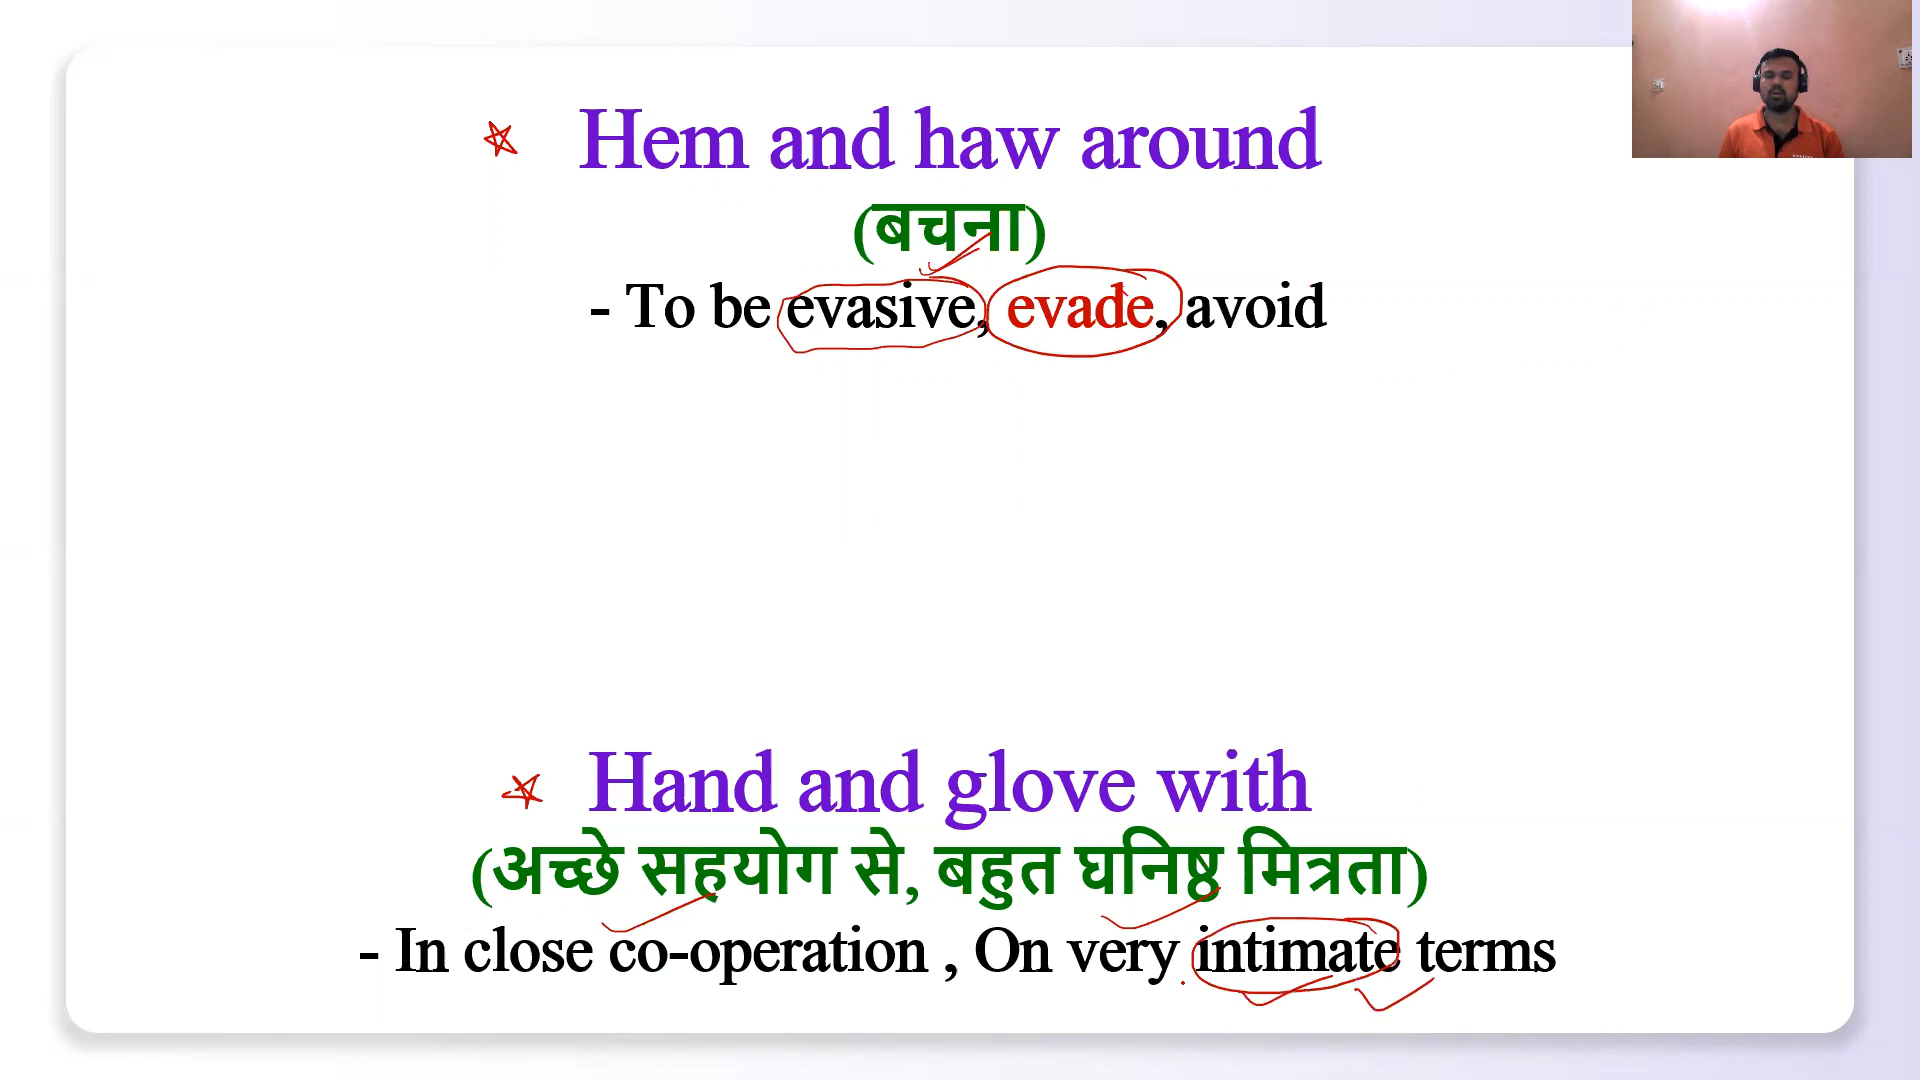 Hem and haw around
(बचना)
- To be evasive, evade, avoid
Hand and glove with
(अच्छे सहयोग से, बहुत घनिष्ठ मित्रता)
- In close co-operation , On very intimate terms